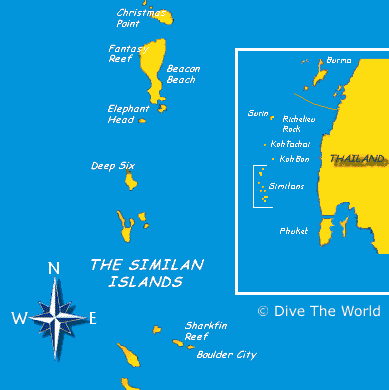 Christmas
Point
Fantasy
Reef
Beacon
Beach
Elephant
Head
Deep Six
THE SIMILAN
ISLANDS
N
W
E
Sharkfin
Reef
Boulder City
Burma
Surin
Richelieu
Rock
Koh Tachai
Koh Bon
THAILAND
Similans
Phuket
© Dive The World